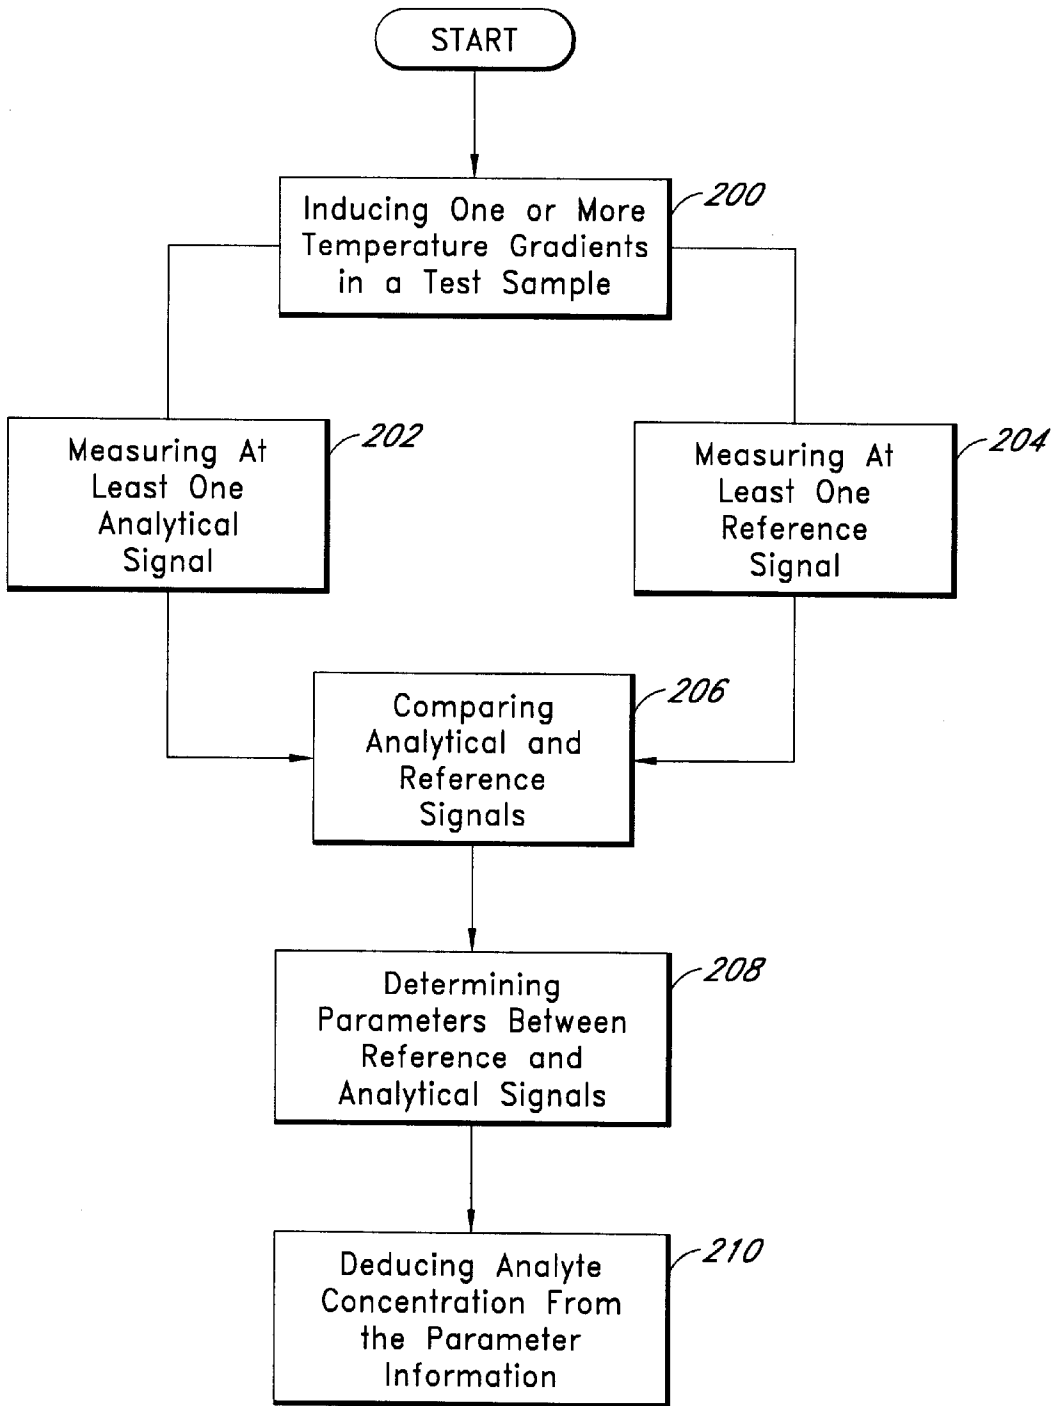 START
Inducing One or More
Temperature Gradients
in a Test Sample
200
Measuring At
Least One
Analytical
Signal
202
Measuring At
Least One
Reference
Signal
204
Comparing
Analytical and
Reference
Signals
206
Determining
Parameters Between
Reference and
Analytical Signals
208
Deducing Analyte
Concentration From
the Parameter
Information
210